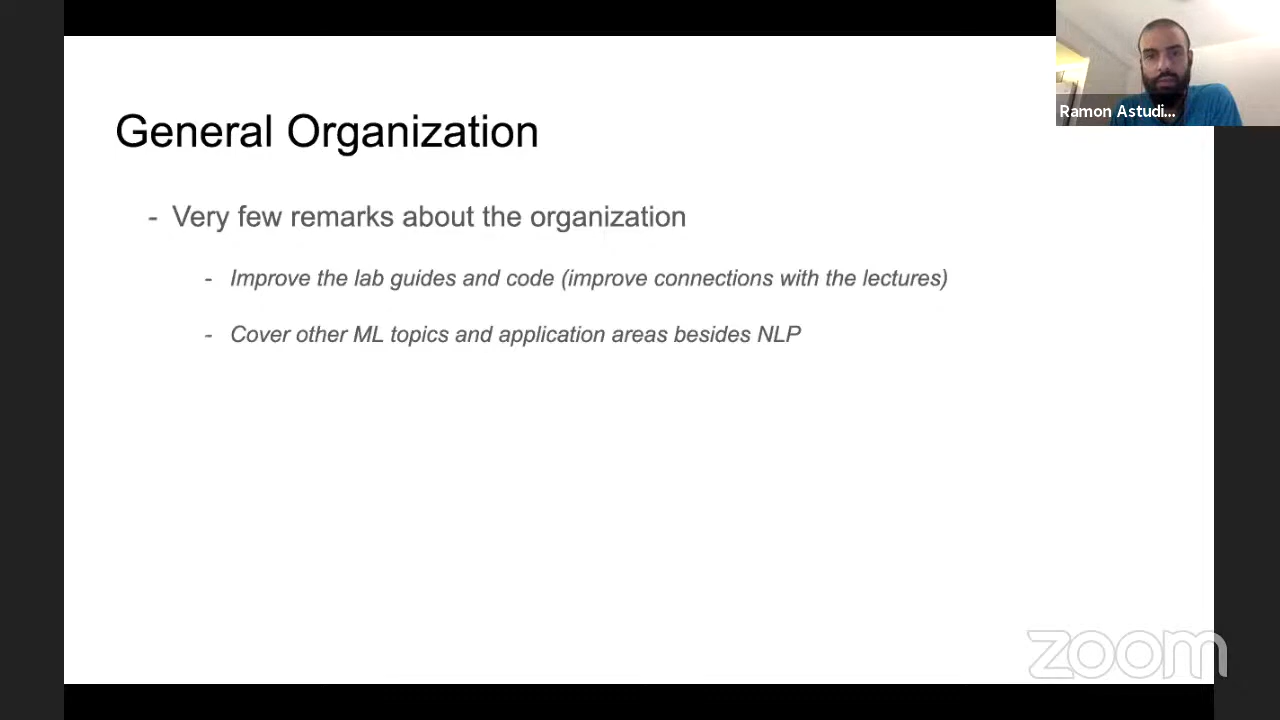 General Organization
- Very few remarks about the organization
- Improve the lab guides and code (improve connections with the lectures)
- Cover other ML topics and application areas besides NLP
Ramon Astudi...
zoom